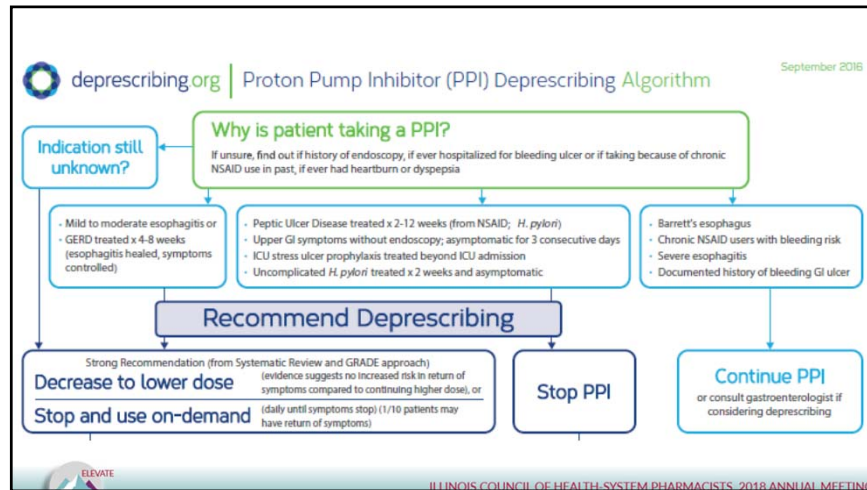 deprescribing.org | Proton Pump Inhibitor (PPI) Deprescribing Algorithm
September 2016
Indication still
unknown?
Why is patient taking a PPI?
If unsure, find out if history of endoscopy, if ever hospitalized for bleeding ulcer or if taking because of chronic
NSAID use in past, if ever had heartburn or dyspepsia
• Mild to moderate esophagitis or
• GERD treated x 4-8 weeks
(esophagitis healed, symptoms
controlled)
• Peptic Ulcer Disease treated x 2-12 weeks (from NSAID; H. pylori)
• Upper GI symptoms without endoscopy; asymptomatic for 3 consecutive days
• ICU stress ulcer prophylaxis treated beyond ICU admission
• Uncomplicated H. pylori treated x 2 weeks and asymptomatic
• Barrett's esophagus
• Chronic NSAID users with bleeding risk
• Severe esophagitis
• Documented history of bleeding GI ulcer
Recommend Deprescribing
Strong Recommendation (from Systematic Review and GRADE approach)
Decrease to lower dose
(evidence suggests no increased risk in return of
symptoms compared to continuing higher dose), or
Stop and use on-demand
(daily until symptoms stop) (1/10 patients may
have return of symptoms)
Stop PPI
Continue PPI
or consult gastroenterologist if
considering deprescribing
ELEVATE
ILLINOIS COUNCIL OF HEALTH-SYSTEM PHARMACISTS 2018 ANNUAL MEETING